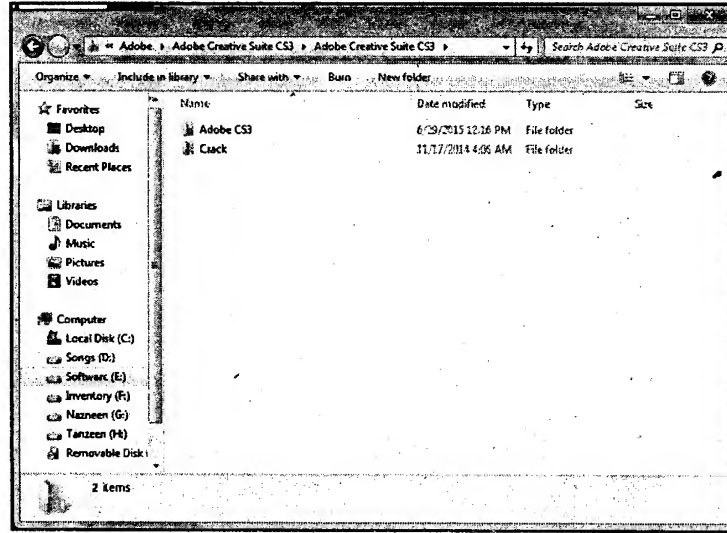 « Adobe. ▸ Adobe Creative Suite CS3 ▸ Adobe Creative Suite CS3 ▸
Search Adobe Creative Suite CS3
Organize Include in library Share with Burn New folder
Name Date modified Type Size
Adobe CS3 6/29/2015 12:16 PM File folder
Crack 11/17/2014 4:06 AM File folder
Favorites
Desktop
Downloads
Recent Places
Libraries
Documents
Music
Pictures
Videos
Computer
Local Disk (C:)
Songs (D:)
Software (E:)
Inventory (F:)
Nazneen (G:)
Tanzeen (H:)
Removable Disk
2 items